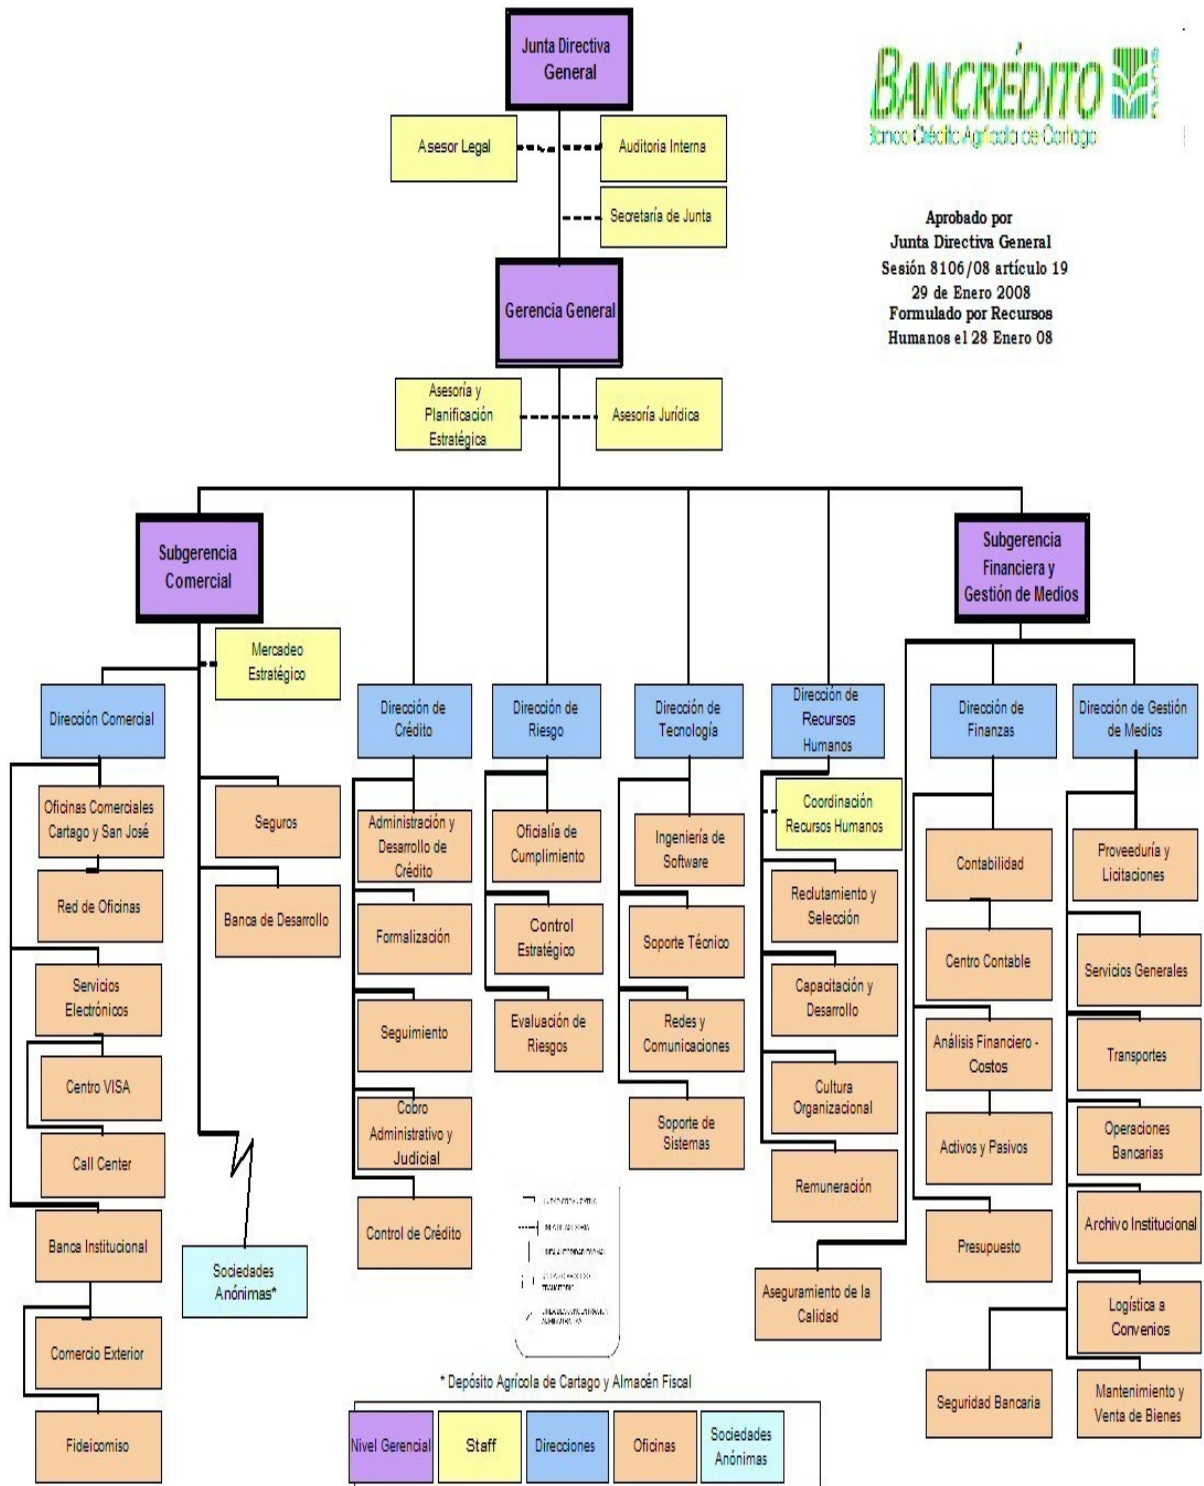 Junta Directiva
General
BANCRÉDITO
Banco Crédito Agrícola de Cartago
Asesor Legal
Auditoria Interna
Secretaría de Junta
Aprobado por
Junta Directiva General
Sesión 8106/08 artículo 19
29 de Enero 2008
Formulado por Recursos
Humanos el 28 Enero 08
Gerencia General
Asesoría y
Planificación
Estratégica
Asesoría Jurídica
Subgerencia
Comercial
Subgerencia
Financiera y
Gestión de Medios
Mercadeo
Estratégico
Dirección Comercial
Dirección de
Crédito
Dirección de
Riesgo
Dirección de
Tecnología
Dirección de
Recursos
Humanos
Dirección de
Finanzas
Dirección de Gestión
de Medios
Oficinas Comerciales
Cartago y San José
Red de Oficinas
Servicios
Electrónicos
Centro VISA
Call Center
Banca Institucional
Comercio Exterior
Fideicomiso
Seguros
Banca de Desarrollo
Sociedades
Anónimas*
Administración y
Desarrollo de
Crédito
Formalización
Seguimiento
Cobro
Administrativo y
Judicial
Control de Crédito
Oficialía de
Cumplimiento
Control
Estratégico
Evaluación de
Riesgos
Ingeniería de
Software
Soporte Técnico
Redes y
Comunicaciones
Soporte de
Sistemas
Coordinación
Recursos Humanos
Reclutamiento y
Selección
Capacitación y
Desarrollo
Cultura
Organizacional
Remuneración
Aseguramiento de la
Calidad
Contabilidad
Centro Contable
Análisis Financiero -
Costos
Activos y Pasivos
Presupuesto
Seguridad Bancaria
Proveeduría y
Licitaciones
Servicios Generales
Transportes
Operaciones
Bancarias
Archivo Institucional
Logística a
Convenios
Mantenimiento y
Venta de Bienes
* Depósito Agrícola de Cartago y Almacén Fiscal
Nivel Gerencial
Staff
Direcciones
Oficinas
Sociedades
Anónimas